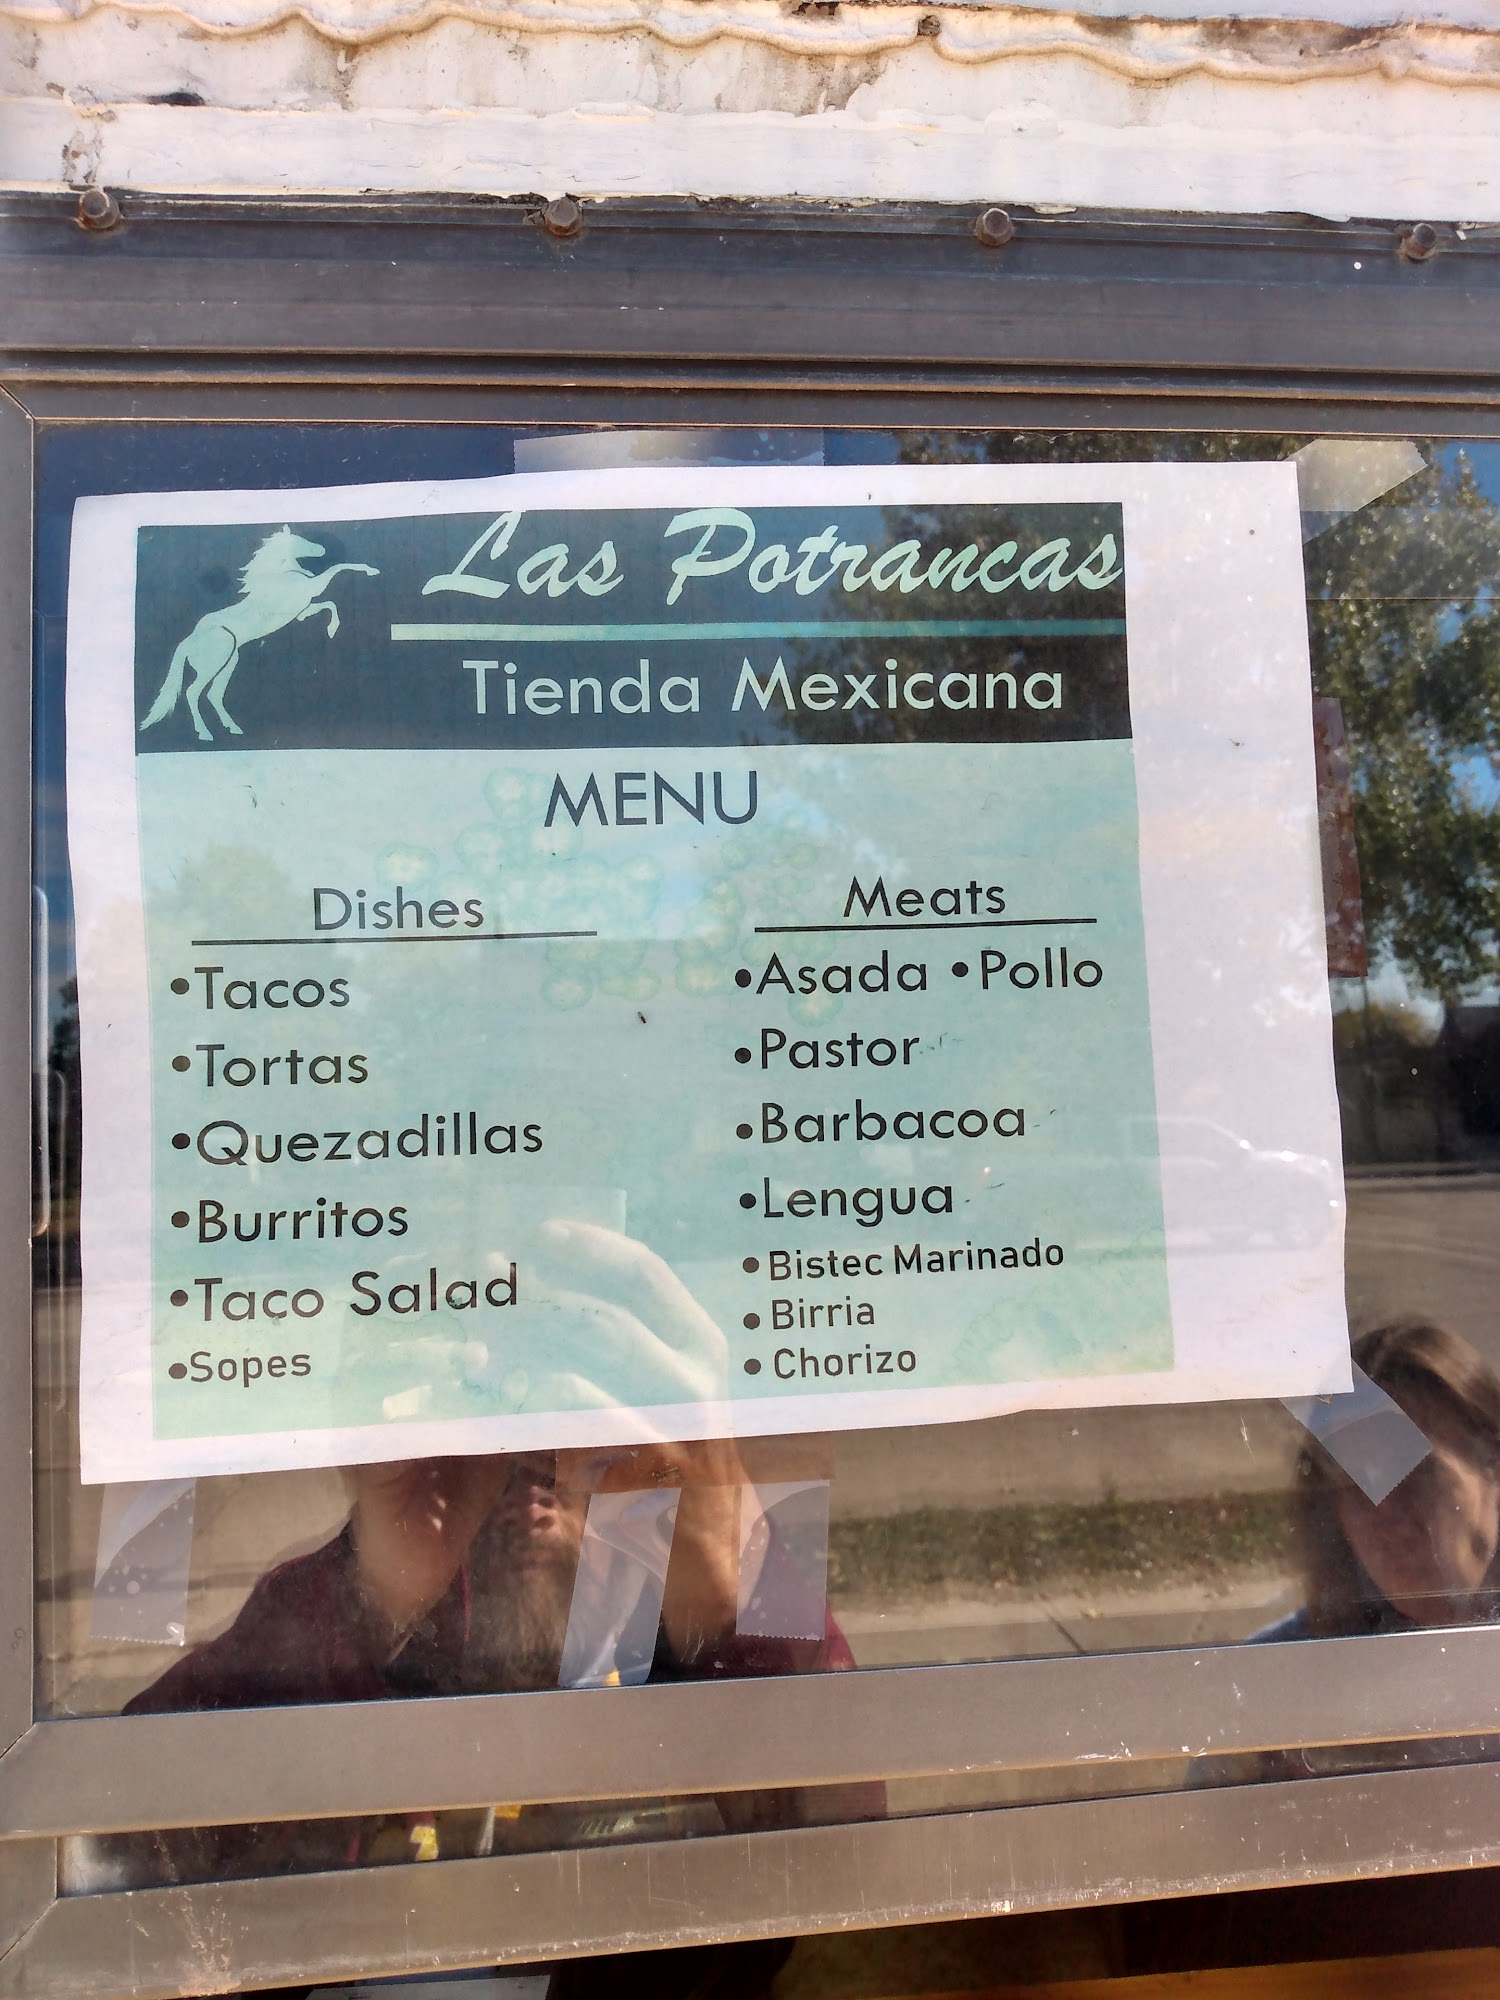 Las Potrancas
Tienda Mexicana
MENU
Dishes
•Tacos
•Tortas
•Quezadillas
•Burritos
•Taco Salad
•Sopes
Meats
•Asada •Pollo
•Pastor
•Barbacoa
•Lengua
•Bistec Marinado
•Birria
•Chorizo